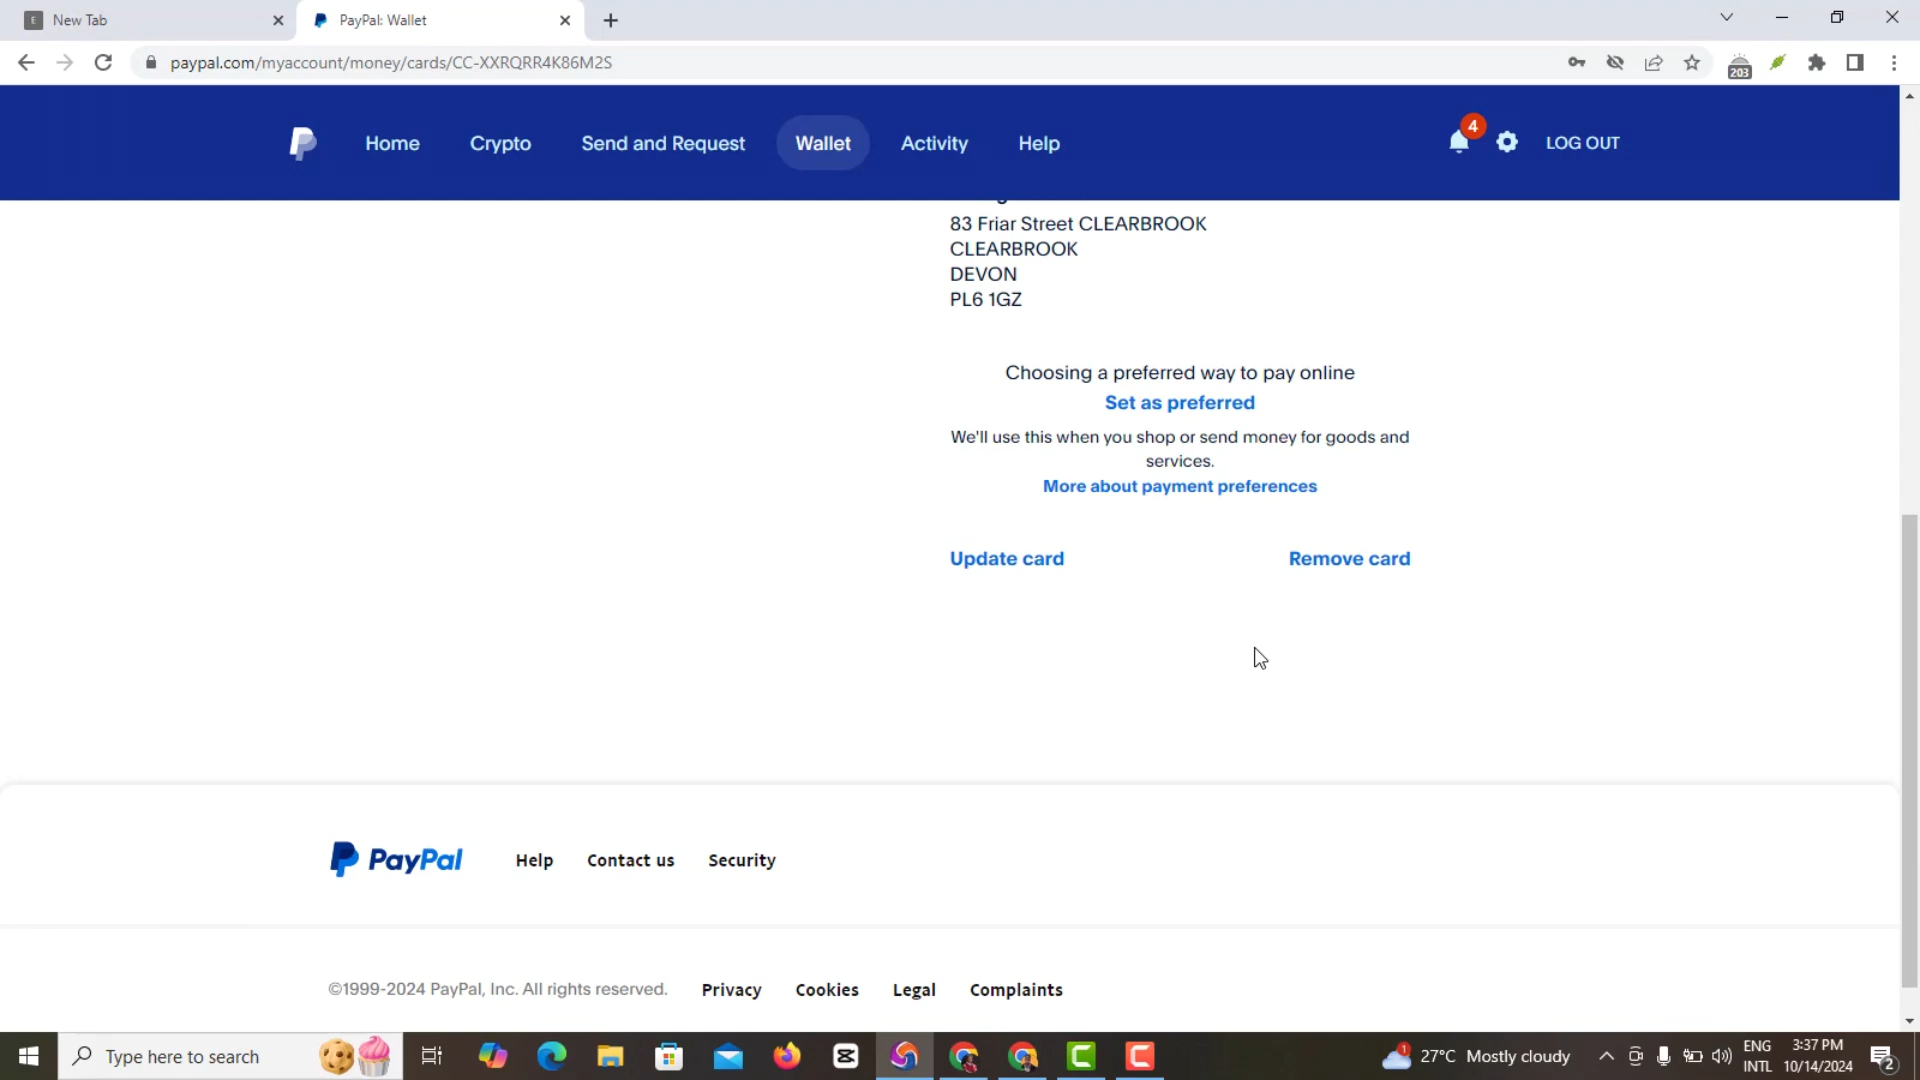 New Tab
PayPal: Wallet
paypal.com/myaccount/money/cards/CC-XXRQRR4K86M2S
203
Home
Crypto
Send and Request
Wallet
Activity
Help
4
LOG OUT
83 Friar Street CLEARBROOK
CLEARBROOK
DEVON
PL6 1GZ
Choosing a preferred way to pay online
Set as preferred
We'll use this when you shop or send money for goods and
services.
More about payment preferences
Update card
Remove card
PayPal
Help
Contact us
Security
©1999-2024 PayPal, Inc. All rights reserved.
Privacy
Cookies
Legal
Complaints
Type here to search
1
27°C Mostly cloudy
ENG
INTL
3:37 PM
10/14/2024
2